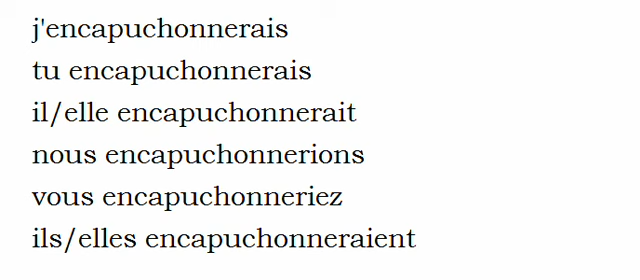 j'encapuchonnerais
tu encapuchonnerais
il/elle encapuchonnerait
nous encapuchonnerions
vous encapuchonneriez
ils/elles encapuchonneraient